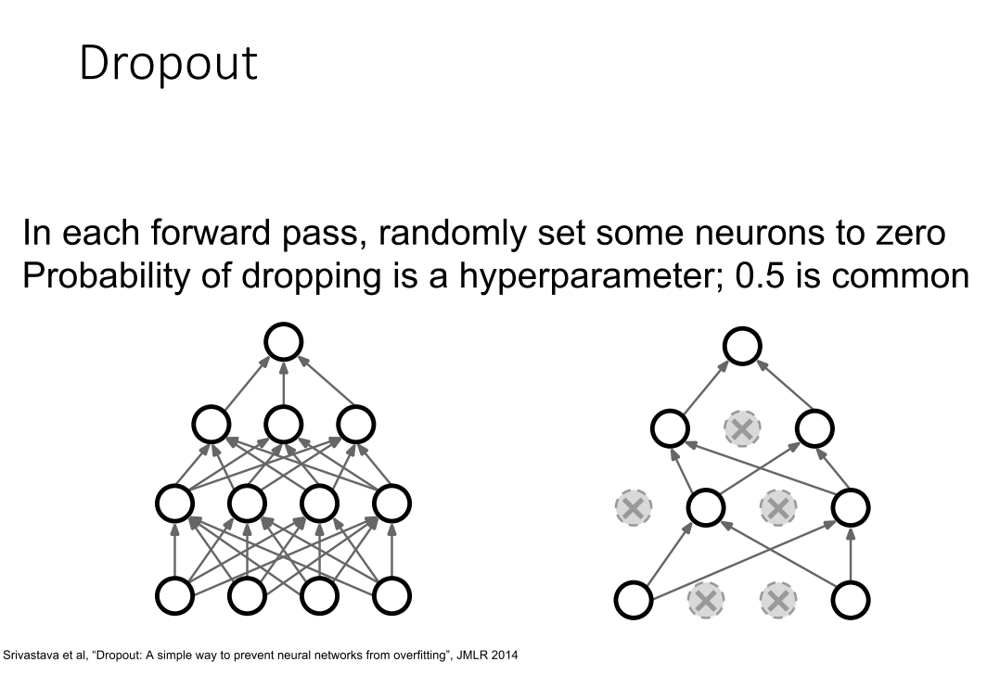 Dropout
In each forward pass, randomly set some neurons to zero
Probability of dropping is a hyperparameter; 0.5 is common
Srivastava et al, “Dropout: A simple way to prevent neural networks from overfitting”, JMLR 2014